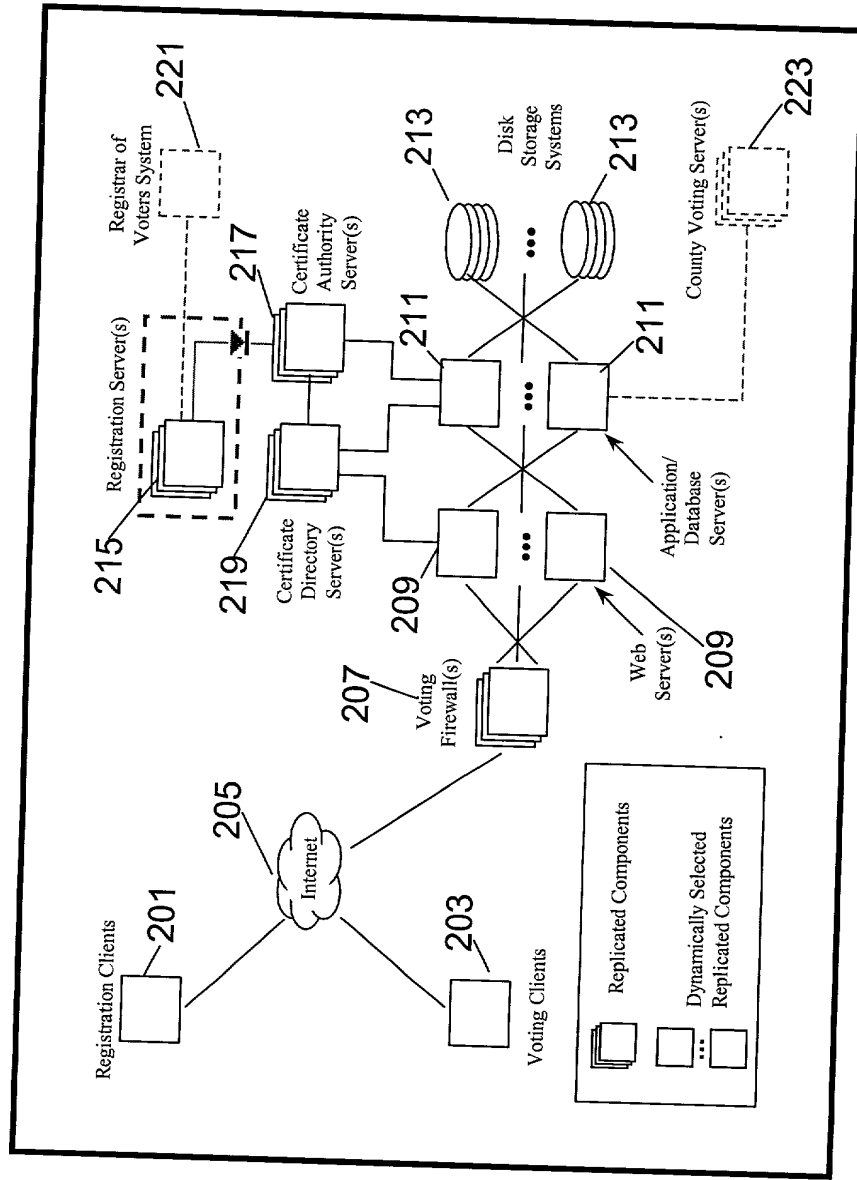 Registration Clients
201
Voting Clients
203
Internet
205
207
Voting
Firewall(s)
Registration Server(s)
215
Registrar of
Voters System
221
219
Certificate
Directory
Server(s)
217
Certificate
Authority
Server(s)
209
Web
Server(s)
209
211
211
Application/
Database
Server(s)
213
Disk
Storage
Systems
213
County Voting Server(s)
223
Replicated Components
Dynamically Selected
Replicated Components